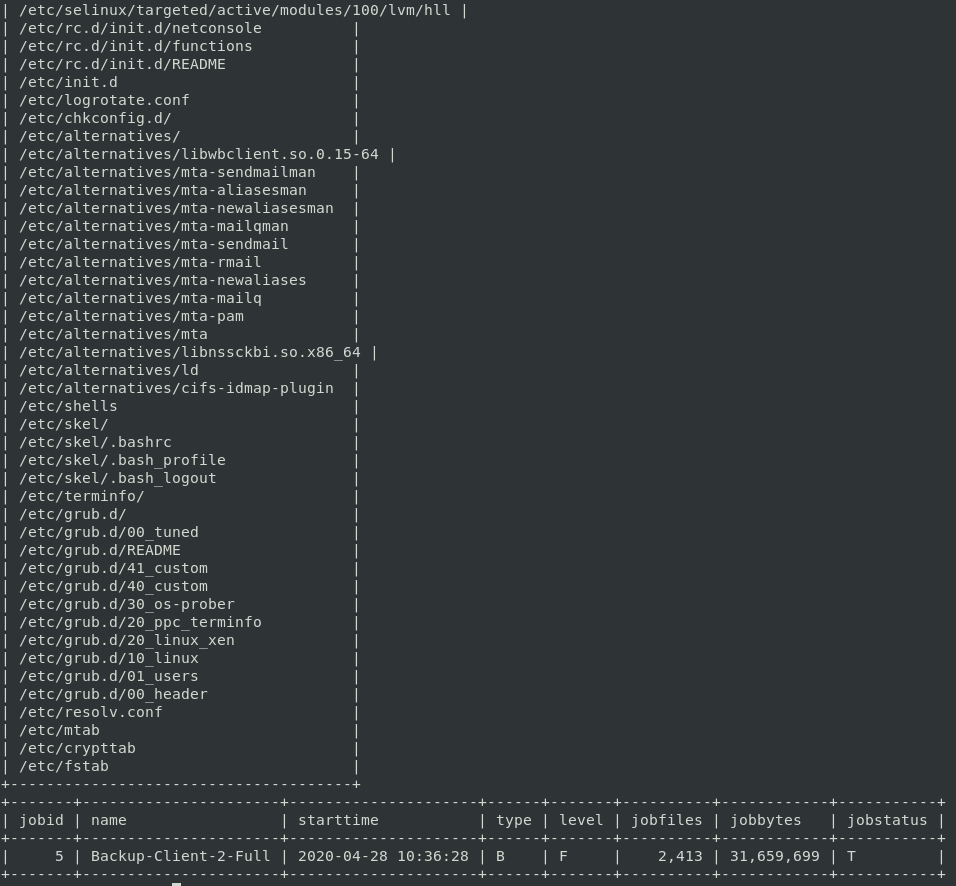 | /etc/selinux/targeted/active/modules/100/lvm/hll |
| /etc/rc.d/init.d/netconsole          |
| /etc/rc.d/init.d/functions           |
| /etc/rc.d/init.d/README              |
| /etc/init.d                          |
| /etc/logrotate.conf                  |
| /etc/chkconfig.d/                    |
| /etc/alternatives/                   |
| /etc/alternatives/libwbclient.so.0.15-64 |
| /etc/alternatives/mta-sendmailman    |
| /etc/alternatives/mta-aliasesman     |
| /etc/alternatives/mta-newaliasesman  |
| /etc/alternatives/mta-mailqman       |
| /etc/alternatives/mta-sendmail       |
| /etc/alternatives/mta-rmail          |
| /etc/alternatives/mta-newaliases     |
| /etc/alternatives/mta-mailq          |
| /etc/alternatives/mta-pam            |
| /etc/alternatives/mta                |
| /etc/alternatives/libnssckbi.so.x86_64 |
| /etc/alternatives/ld                 |
| /etc/alternatives/cifs-idmap-plugin  |
| /etc/shells                          |
| /etc/skel/                           |
| /etc/skel/.bashrc                    |
| /etc/skel/.bash_profile              |
| /etc/skel/.bash_logout               |
| /etc/terminfo/                       |
| /etc/grub.d/                         |
| /etc/grub.d/00_tuned                 |
| /etc/grub.d/README                   |
| /etc/grub.d/41_custom                |
| /etc/grub.d/40_custom                |
| /etc/grub.d/30_os-prober             |
| /etc/grub.d/20_ppc_terminfo          |
| /etc/grub.d/20_linux_xen             |
| /etc/grub.d/10_linux                 |
| /etc/grub.d/01_users                 |
| /etc/grub.d/00_header                |
| /etc/resolv.conf                     |
| /etc/mtab                            |
| /etc/crypttab                        |
| /etc/fstab                           |
+--------------------------------------+
+-------+----------------------+---------------------+------+-------+----------+------------+-----------+
| jobid | name                 | starttime           | type | level | jobfiles | jobbytes   | jobstatus |
+-------+----------------------+---------------------+------+-------+----------+------------+-----------+
|     5 | Backup-Client-2-Full | 2020-04-28 10:36:28 | B    | F     |    2,413 | 31,659,699 | T         |
+-------+----------------------+---------------------+------+-------+----------+------------+-----------+